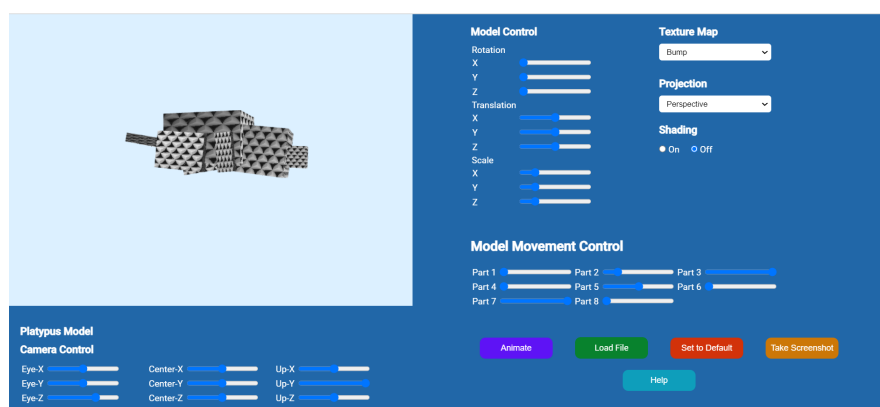 Model Control
Rotation
X
Y
Z
Translation
X
Y
Z
Scale
X
Y
Z
Texture Map
Bump
Projection
Perspective
Shading
On Off
Model Movement Control
Part 1 Part 2 Part 3
Part 4 Part 5 Part 6
Part 7 Part 8
Platypus Model
Camera Control
Eye-X Center-X Up-X
Eye-Y Center-Y Up-Y
Eye-Z Center-Z Up-Z
Animate Load File Set to Default Take Screenshot
Help